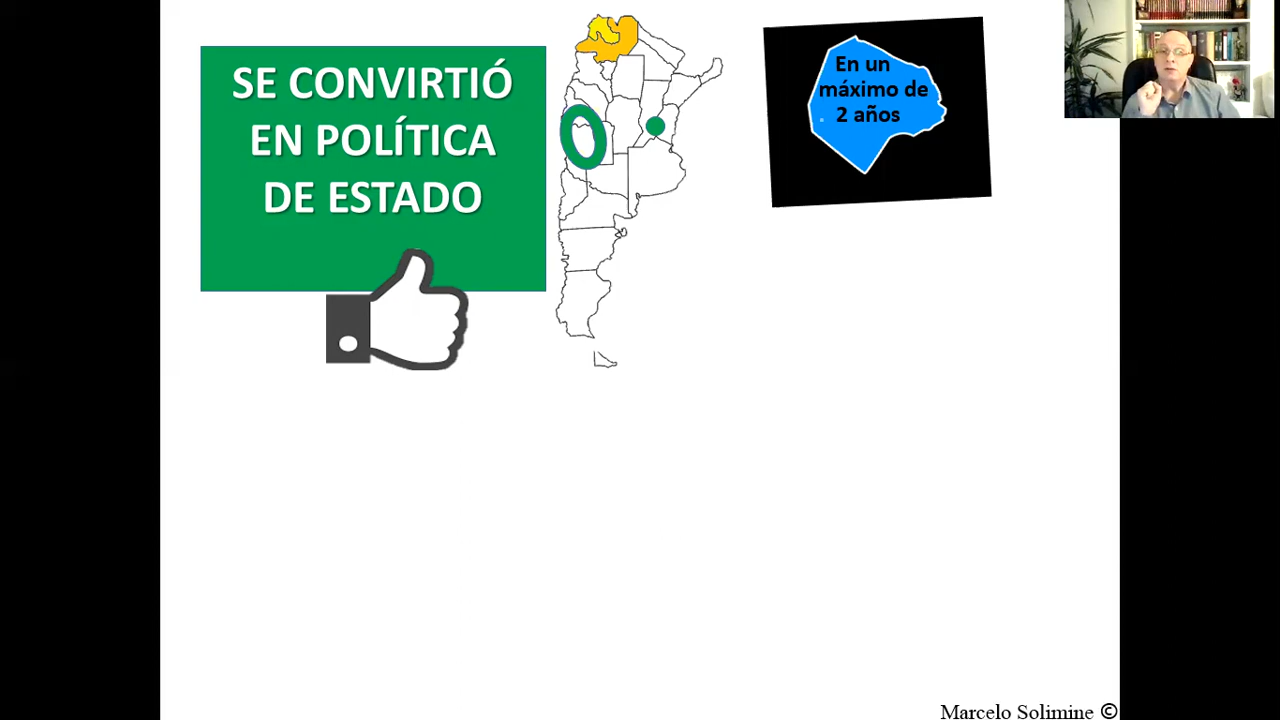 SE CONVIRTIÓ
EN POLÍTICA
DE ESTADO
En un
máximo de
2 años
Marcelo Solimine ©